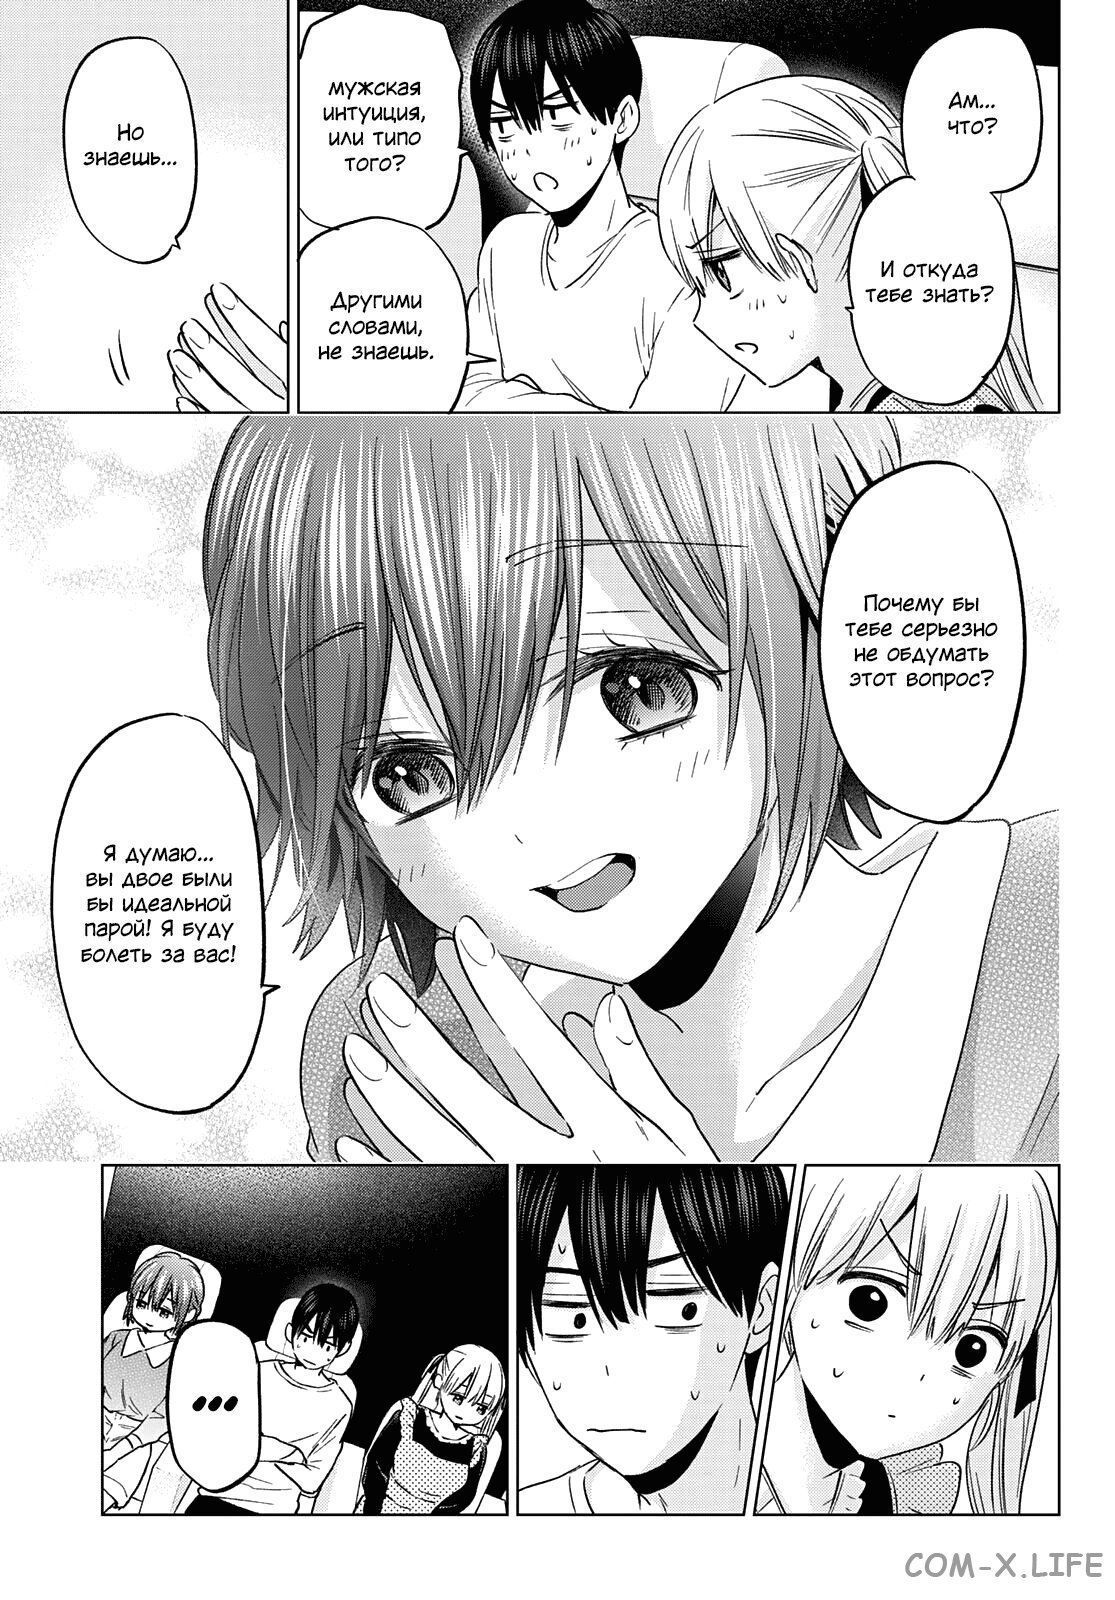 Ам...
что?
И откуда
тебе знать?
мужская
интуиция,
или типо
того?
Другими
словами,
не знаешь.
Но
знаешь...
Почему бы
тебе серьезно
не обдумать
этот вопрос?
Я думаю...
вы двое были
бы идеальной
парой! Я буду
болеть за вас!
...
COM-X.LIFE